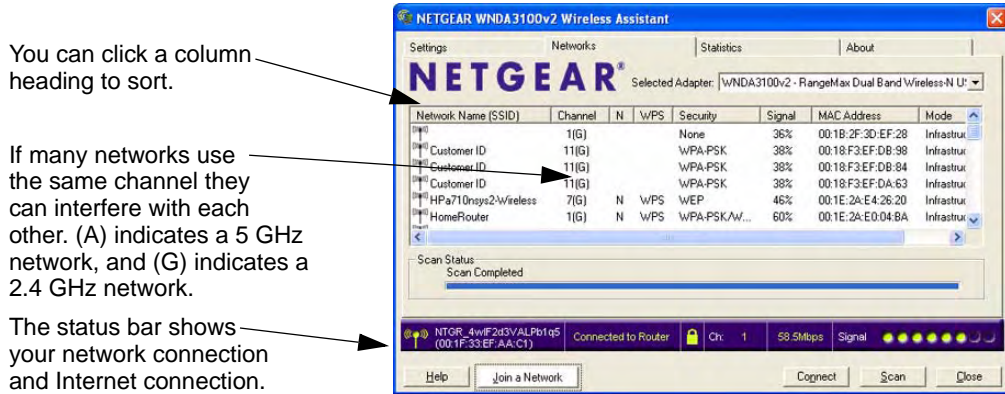 NETGEAR WNDA3100v2 Wireless Assistant
Settings Networks Statistics About
You can click a column
heading to sort.
NETGEAR® Selected Adapter: WNDA3100v2 - RangeMax Dual Band Wireless-N U
Network Name (SSID) Channel N WPS Security Signal MAC Address Mode
1(G) None 36% 00:1B:2F:3D:EF:28 Infrastruc
Customer ID 11(G) WPA-PSK 38% 00:18:F3:EF:DB:98 Infrastruc
Customer ID 11(G) WPA-PSK 38% 00:18:F3:EF:DB:84 Infrastruc
Customer ID 11(G) WPA-PSK 38% 00:18:F3:EF:DA:63 Infrastruc
HPa710nsys2-Wireless 7(G) N WPS WEP 46% 00:1E:2A:E4:26:20 Infrastruc
HomeRouter 1(G) N WPS WPA-PSK/W... 60% 00:1E:2A:E0:04:BA Infrastruc
If many networks use
the same channel they
can interfere with each
other. (A) indicates a 5 GHz
network, and (G) indicates a
2.4 GHz network.
Scan Status
Scan Completed
The status bar shows
your network connection
and Internet connection.
NTGR_4wIF2d3VALPb1q5 Connected to Router Ch: 1 58.5Mbps Signal
(00:1F:33:EF:AA:C1)
Help Join a Network Connect Scan Close